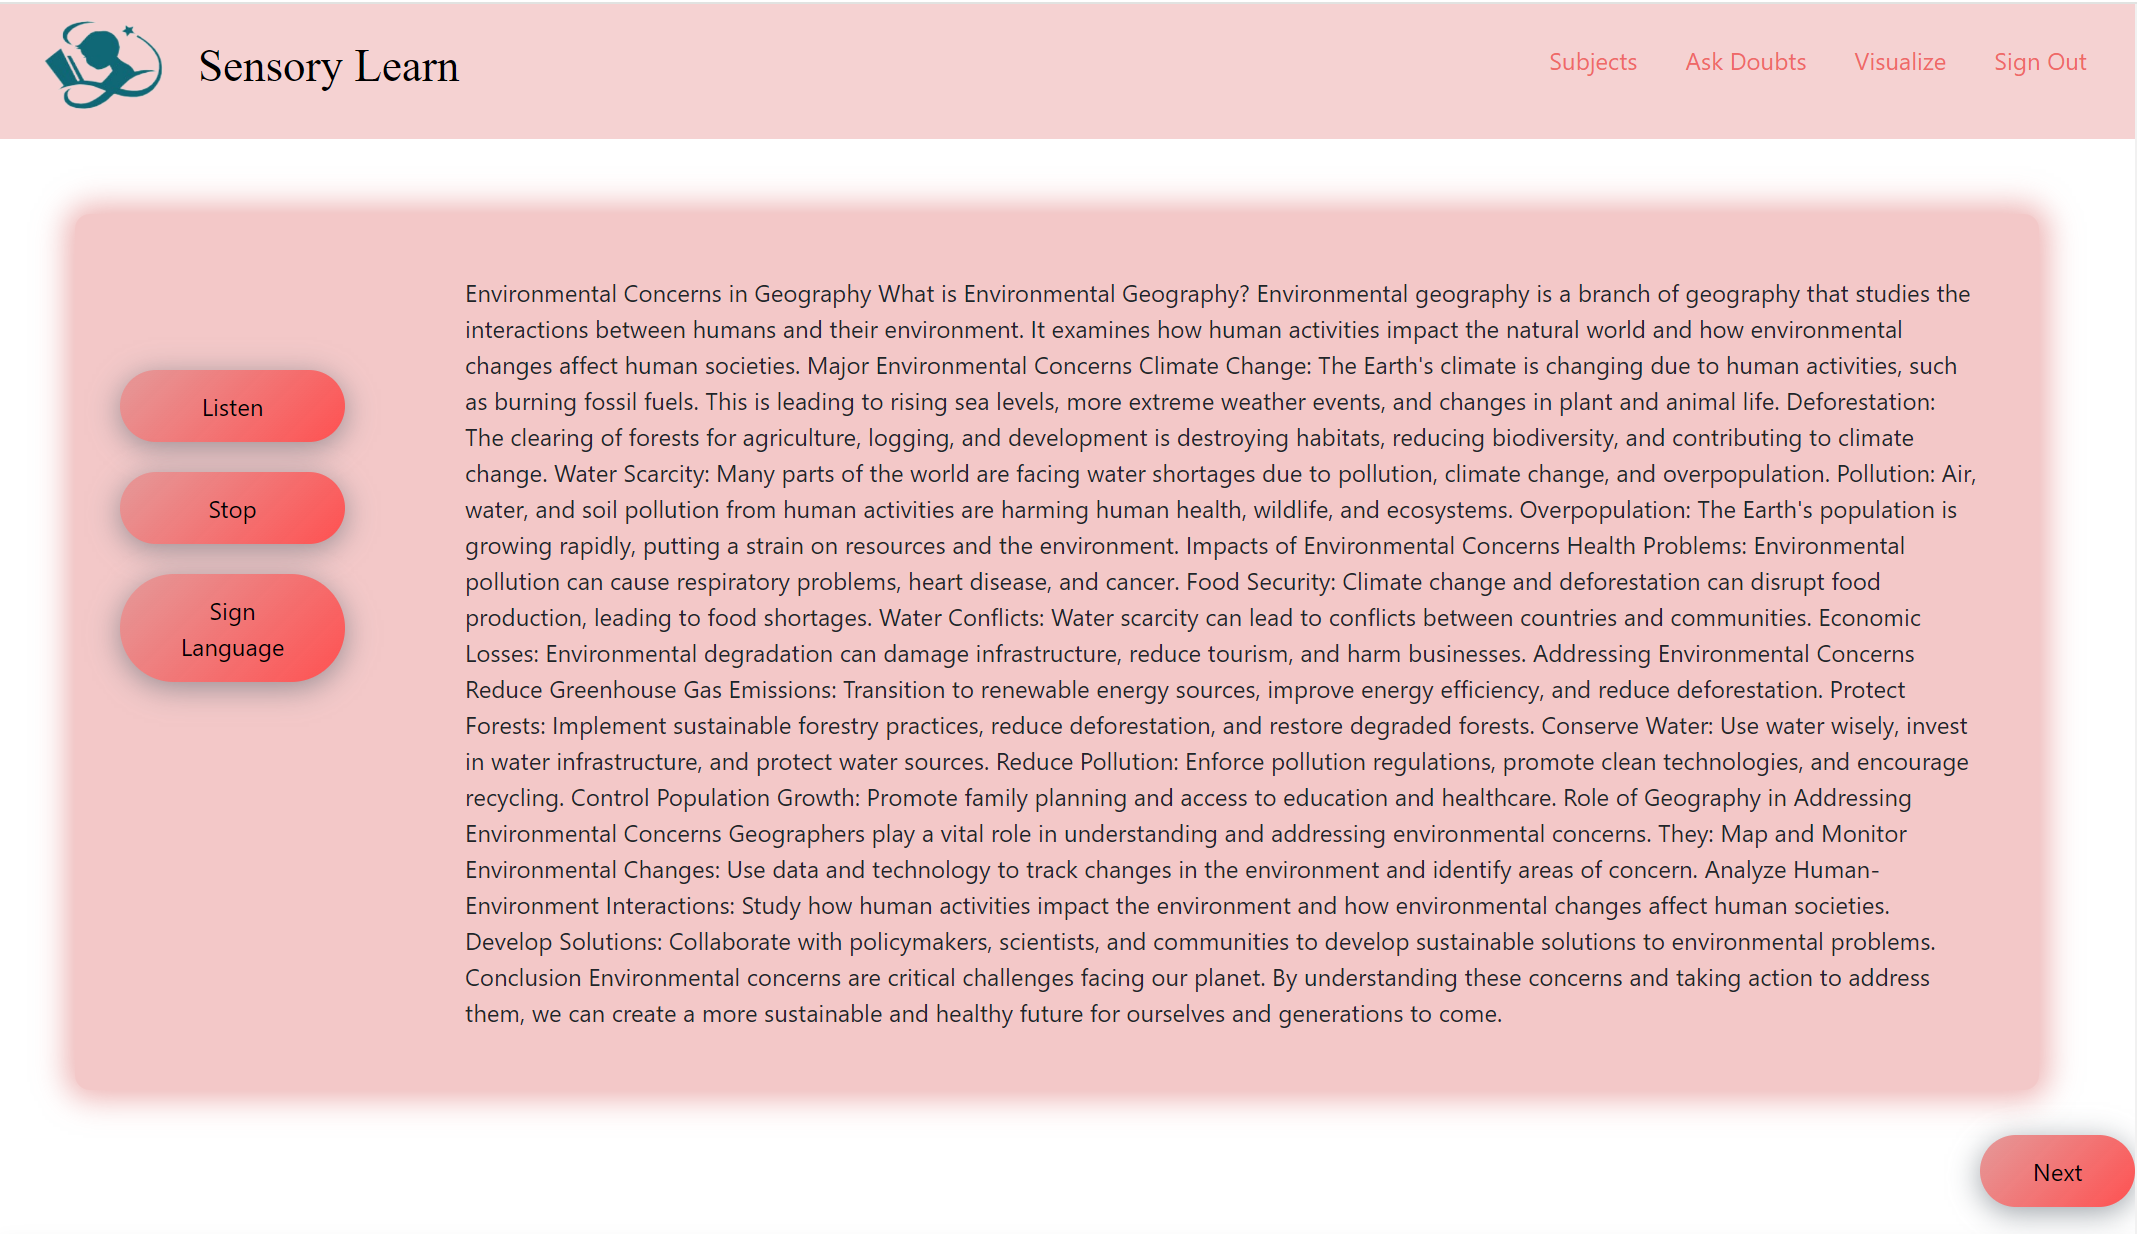 Sensory Learn
Subjects
Ask Doubts
Visualize
Sign Out
Listen
Stop
Sign
Language
Environmental Concerns in Geography What is Environmental Geography? Environmental geography is a branch of geography that studies the
interactions between humans and their environment. It examines how human activities impact the natural world and how environmental
changes affect human societies. Major Environmental Concerns Climate Change: The Earth's climate is changing due to human activities, such
as burning fossil fuels. This is leading to rising sea levels, more extreme weather events, and changes in plant and animal life. Deforestation:
The clearing of forests for agriculture, logging, and development is destroying habitats, reducing biodiversity, and contributing to climate
change. Water Scarcity: Many parts of the world are facing water shortages due to pollution, climate change, and overpopulation. Pollution: Air,
water, and soil pollution from human activities are harming human health, wildlife, and ecosystems. Overpopulation: The Earth's population is
growing rapidly, putting a strain on resources and the environment. Impacts of Environmental Concerns Health Problems: Environmental
pollution can cause respiratory problems, heart disease, and cancer. Food Security: Climate change and deforestation can disrupt food
production, leading to food shortages. Water Conflicts: Water scarcity can lead to conflicts between countries and communities. Economic
Losses: Environmental degradation can damage infrastructure, reduce tourism, and harm businesses. Addressing Environmental Concerns
Reduce Greenhouse Gas Emissions: Transition to renewable energy sources, improve energy efficiency, and reduce deforestation. Protect
Forests: Implement sustainable forestry practices, reduce deforestation, and restore degraded forests. Conserve Water: Use water wisely, invest
in water infrastructure, and protect water sources. Reduce Pollution: Enforce pollution regulations, promote clean technologies, and encourage
recycling. Control Population Growth: Promote family planning and access to education and healthcare. Role of Geography in Addressing
Environmental Concerns Geographers play a vital role in understanding and addressing environmental concerns. They: Map and Monitor
Environmental Changes: Use data and technology to track changes in the environment and identify areas of concern. Analyze Human-
Environment Interactions: Study how human activities impact the environment and how environmental changes affect human societies.
Develop Solutions: Collaborate with policymakers, scientists, and communities to develop sustainable solutions to environmental problems.
Conclusion Environmental concerns are critical challenges facing our planet. By understanding these concerns and taking action to address
them, we can create a more sustainable and healthy future for ourselves and generations to come.
Next